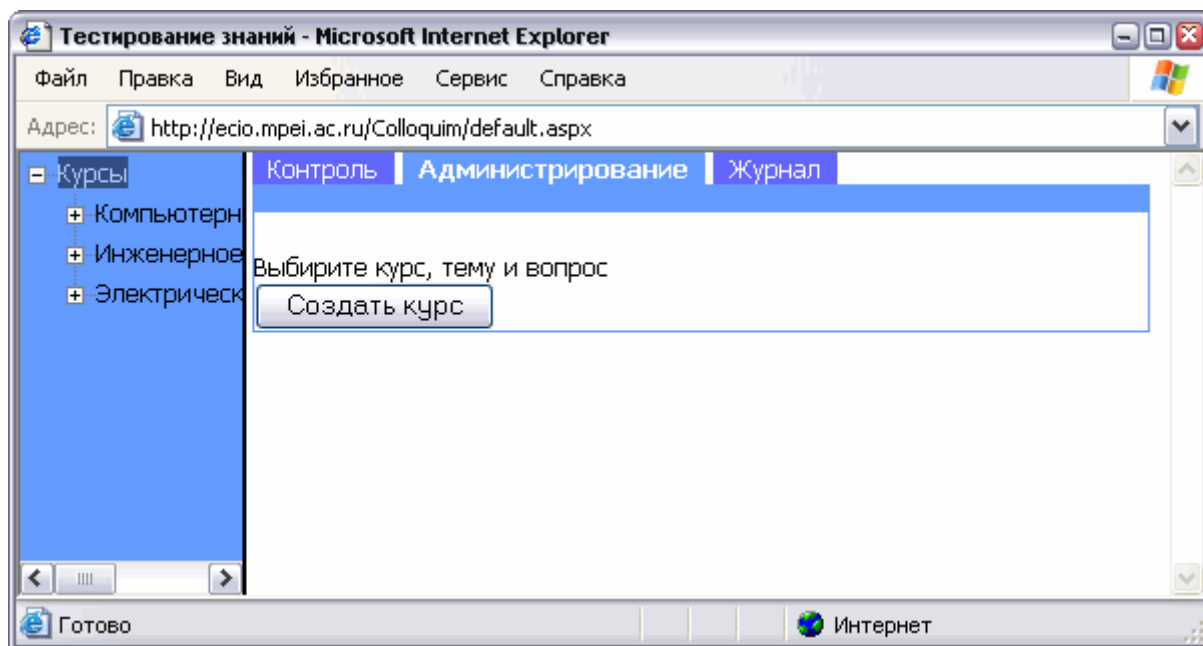 Тестирование знаний - Microsoft Internet Explorer
Файл Правка Вид Избранное Сервис Справка
Адрес: http://ecio.mpei.ac.ru/Colloquim/default.aspx
Курсы
Компьютерн
Инженерное
Электрическ
Контроль Администрирование Журнал
Выбирите курс, тему и вопрос
Создать курс
Готово Интернет